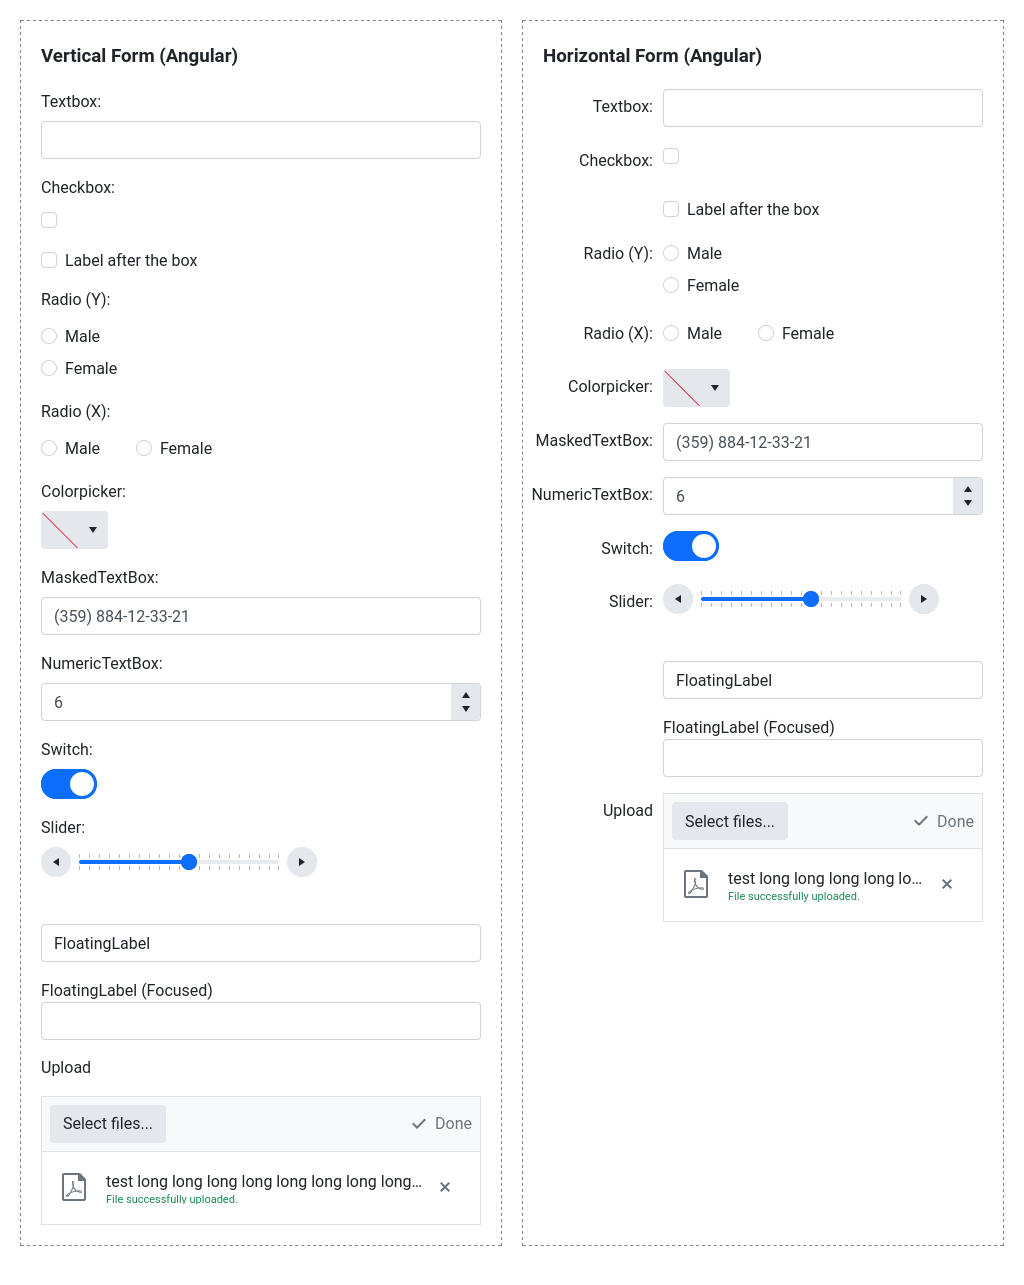 Vertical Form (Angular)
Textbox:
Checkbox:
Label after the box
Radio (Y):
Male
Female
Radio (X):
Male Female
Colorpicker:
MaskedTextBox:
(359) 884-12-33-21
NumericTextBox:
6
Switch:
Slider:
FloatingLabel
FloatingLabel (Focused)
Upload
Select files... Done
test long long long long long long long long...
File successfully uploaded.
Horizontal Form (Angular)
Textbox:
Checkbox:
Label after the box
Radio (Y): Male
Female
Radio (X): Male Female
Colorpicker:
MaskedTextBox: (359) 884-12-33-21
NumericTextBox: 6
Switch:
Slider:
FloatingLabel
FloatingLabel (Focused)
Upload Select files... Done
test long long long long lo...
File successfully uploaded.